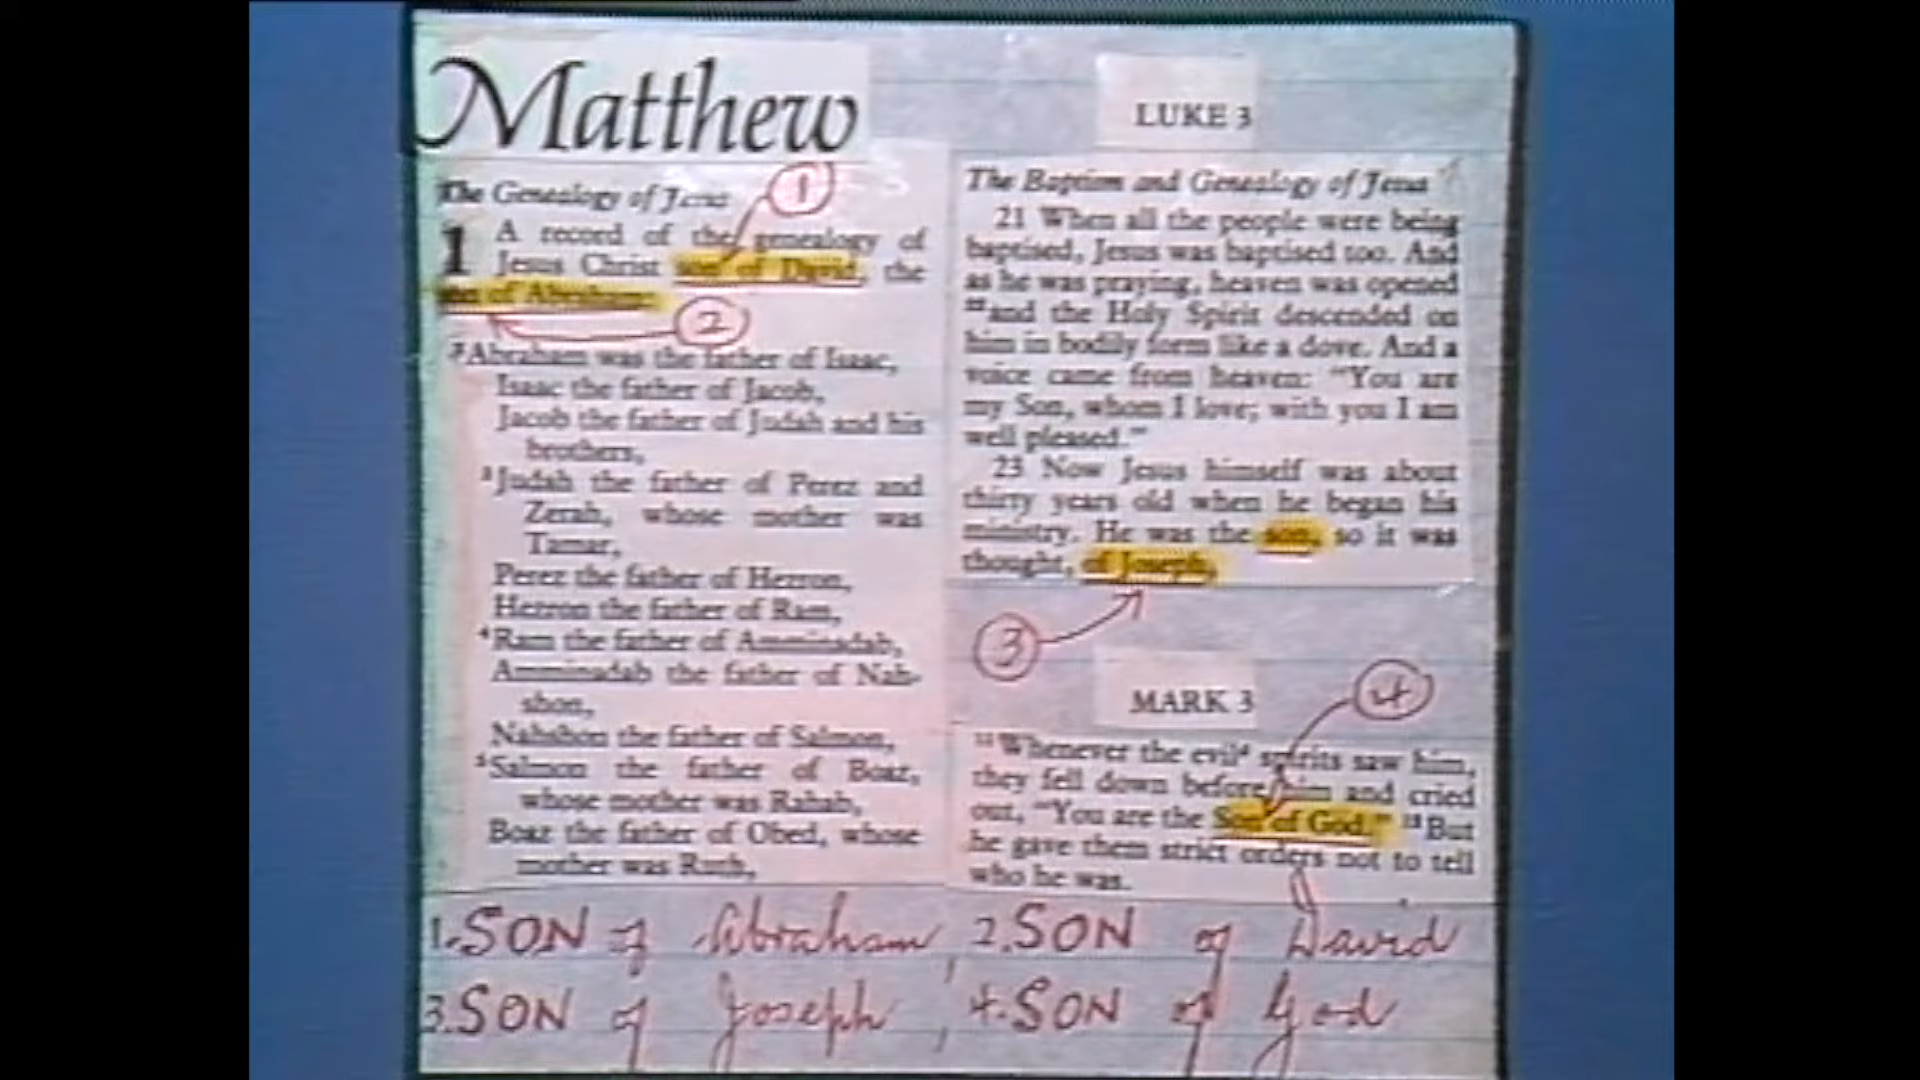 Matthew
The Genealogy of Jesus
1
1 A record of the genealogy of
Jesus Christ son of David, the
son of Abraham:
2
2Abraham was the father of Isaac,
Isaac the father of Jacob,
Jacob the father of Judah and his
brothers,
3Judah the father of Perez and
Zerah, whose mother was
Tamar,
Perez the father of Hezron,
Hezron the father of Ram,
4Ram the father of Amminadab,
Amminadab the father of Nah-
shon,
Nahshon the father of Salmon,
5Salmon the father of Boaz,
whose mother was Rahab,
Boaz the father of Obed, whose
mother was Ruth,
LUKE 3
The Baptism and Genealogy of Jesus
21 When all the people were being
baptised, Jesus was baptised too. And
as he was praying, heaven was opened
22and the Holy Spirit descended on
him in bodily form like a dove. And a
voice came from heaven: "You are
my Son, whom I love; with you I am
well pleased."
23 Now Jesus himself was about
thirty years old when he began his
ministry. He was the son, so it was
thought, of Joseph,
3
MARK 3
4
11Whenever the evil spirits saw him,
they fell down before him and cried
out, "You are the Son of God." 12But
he gave them strict orders not to tell
who he was.
1.SON of Abraham, 2.SON of David
3.SON of Joseph, 4.SON of God